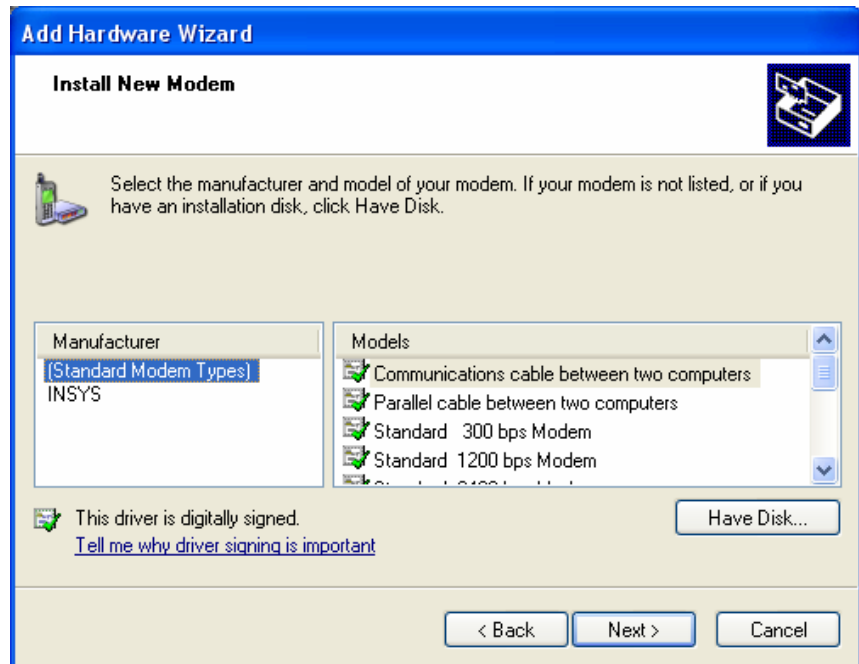 Add Hardware Wizard
Install New Modem
Select the manufacturer and model of your modem. If your modem is not listed, or if you
have an installation disk, click Have Disk.
Manufacturer
(Standard Modem Types)
INSYS
Models
Communications cable between two computers
Parallel cable between two computers
Standard   300 bps Modem
Standard  1200 bps Modem
This driver is digitally signed.
Tell me why driver signing is important
Have Disk...
< Back
Next >
Cancel